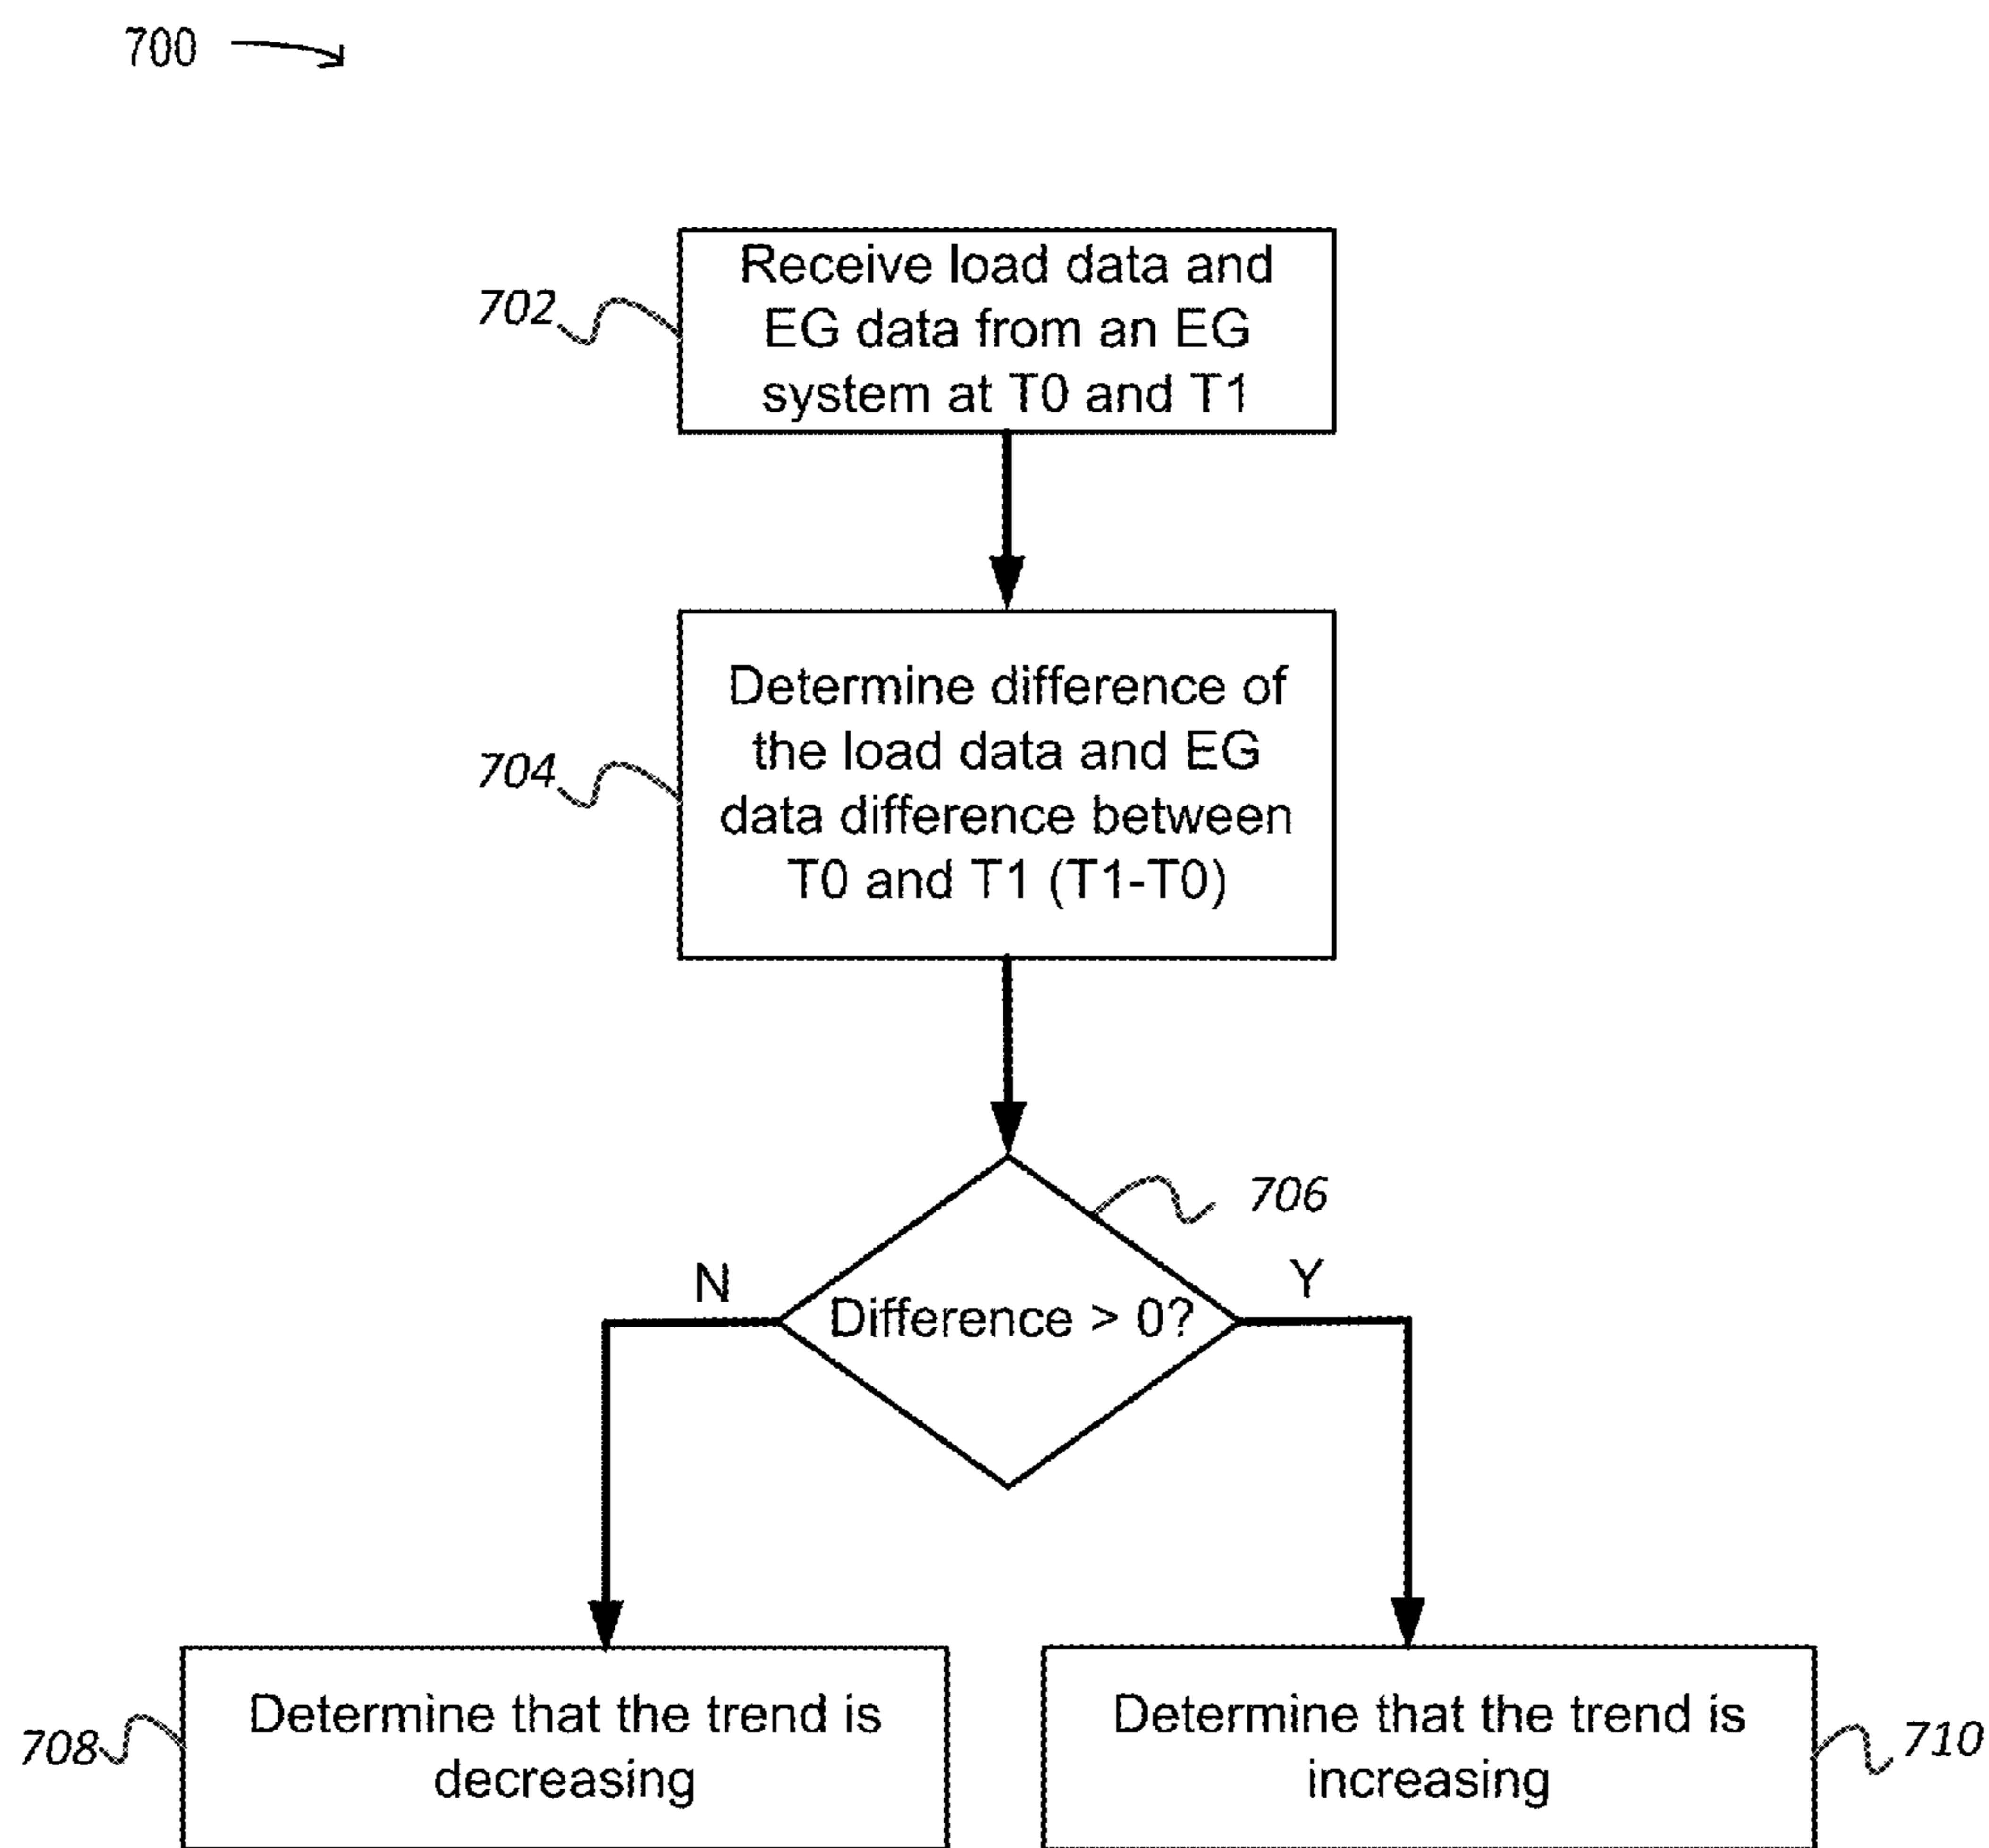 700
702
Receive load data and
EG data from an EG
system at T0 and T1
704
Determine difference of
the load data and EG
data difference between
T0 and T1 (T1-T0)
706
N
Difference > 0?
Y
708
Determine that the trend is
decreasing
Determine that the trend is
increasing
710